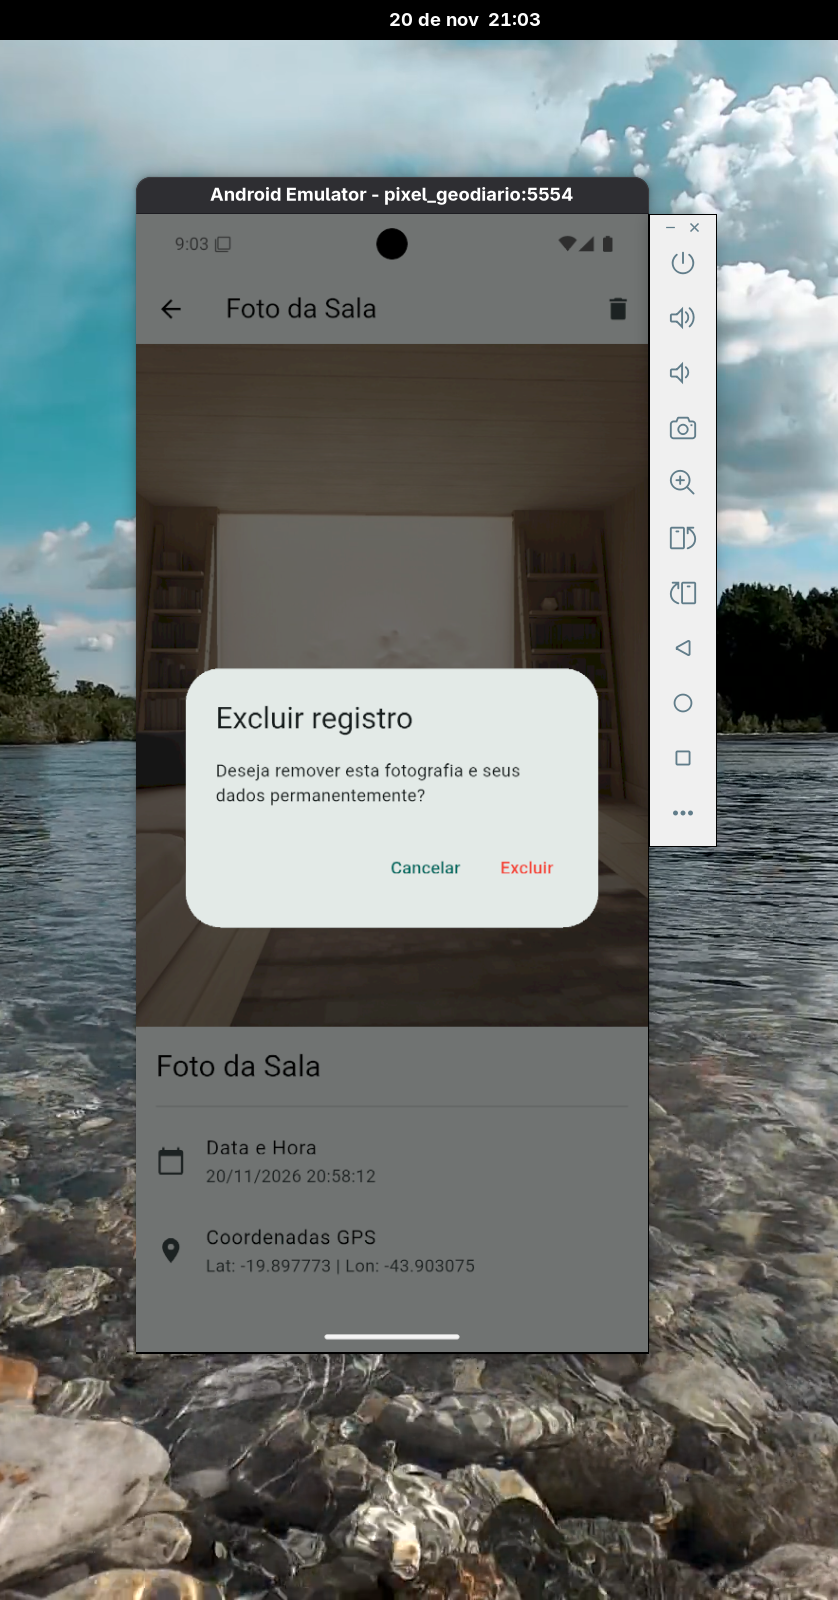 20 de nov 21:03
Android Emulator - pixel_geodiario:5554
9:03
Foto da Sala
Excluir registro
Deseja remover esta fotografia e seus
dados permanentemente?
Cancelar Excluir
Foto da Sala
Data e Hora
20/11/2026 20:58:12
Coordenadas GPS
Lat: -19.897773 | Lon: -43.903075